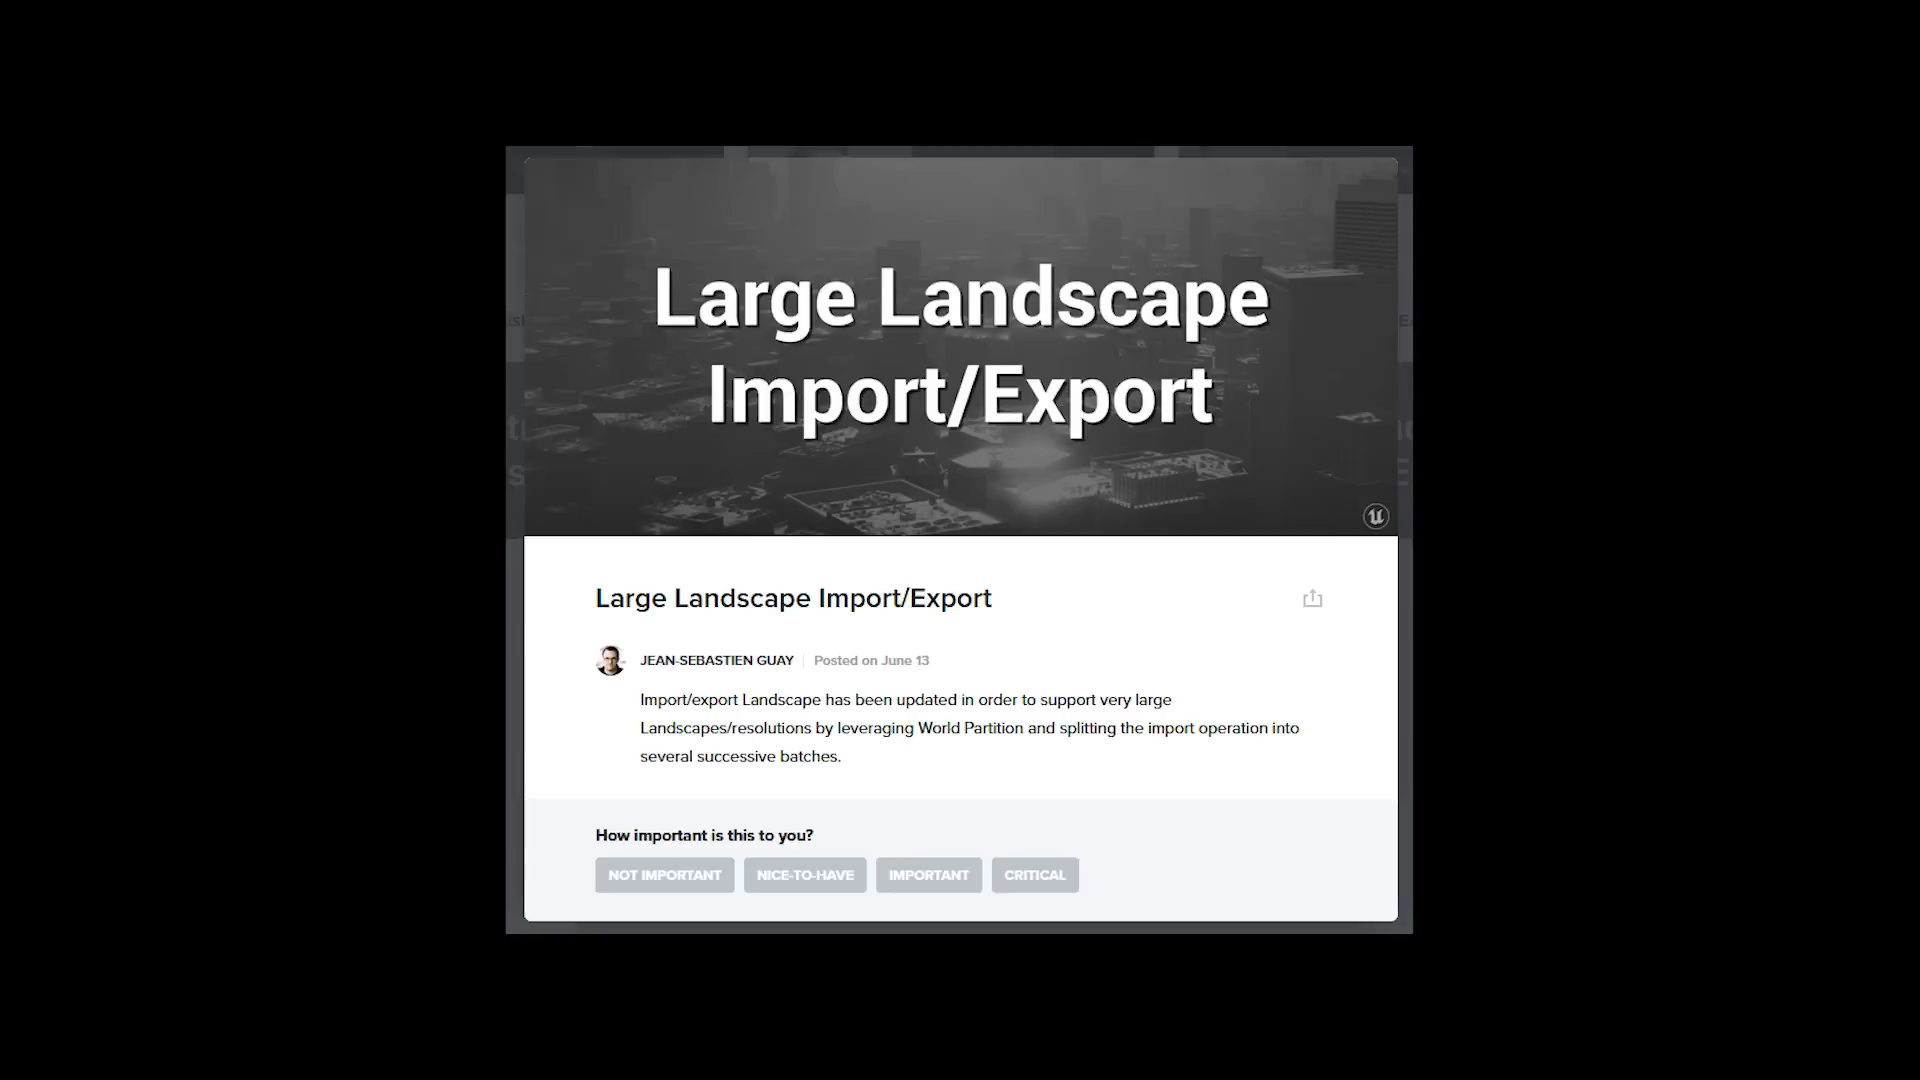 Large Landscape
Import/Export
Large Landscape Import/Export
JEAN-SEBASTIEN GUAY Posted on June 13
Import/export Landscape has been updated in order to support very large
Landscapes/resolutions by leveraging World Partition and splitting the import operation into
several successive batches.
How important is this to you?
NOT IMPORTANT NICE-TO-HAVE IMPORTANT CRITICAL